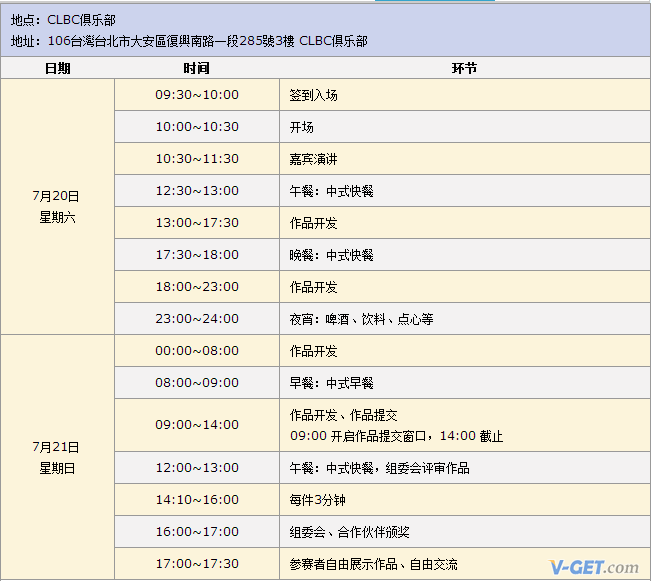 地点：CLBC俱乐部
地址：106台灣台北市大安區復興南路一段285號3樓 CLBC俱乐部
日期 时间 环节
7月20日
星期六
09:30~10:00 签到入场
10:00~10:30 开场
10:30~11:30 嘉宾演讲
12:30~13:00 午餐：中式快餐
13:00~17:30 作品开发
17:30~18:00 晚餐：中式快餐
18:00~23:00 作品开发
23:00~24:00 夜宵：啤酒、饮料、点心等
7月21日
星期日
00:00~08:00 作品开发
08:00~09:00 早餐：中式早餐
09:00~14:00 作品开发、作品提交
09:00 开启作品提交窗口，14:00 截止
12:00~13:00 午餐：中式快餐，组委会评审作品
14:10~16:00 每件3分钟
16:00~17:00 组委会、合作伙伴颁奖
17:00~17:30 参赛者自由展示作品、自由交流
V-GET.com